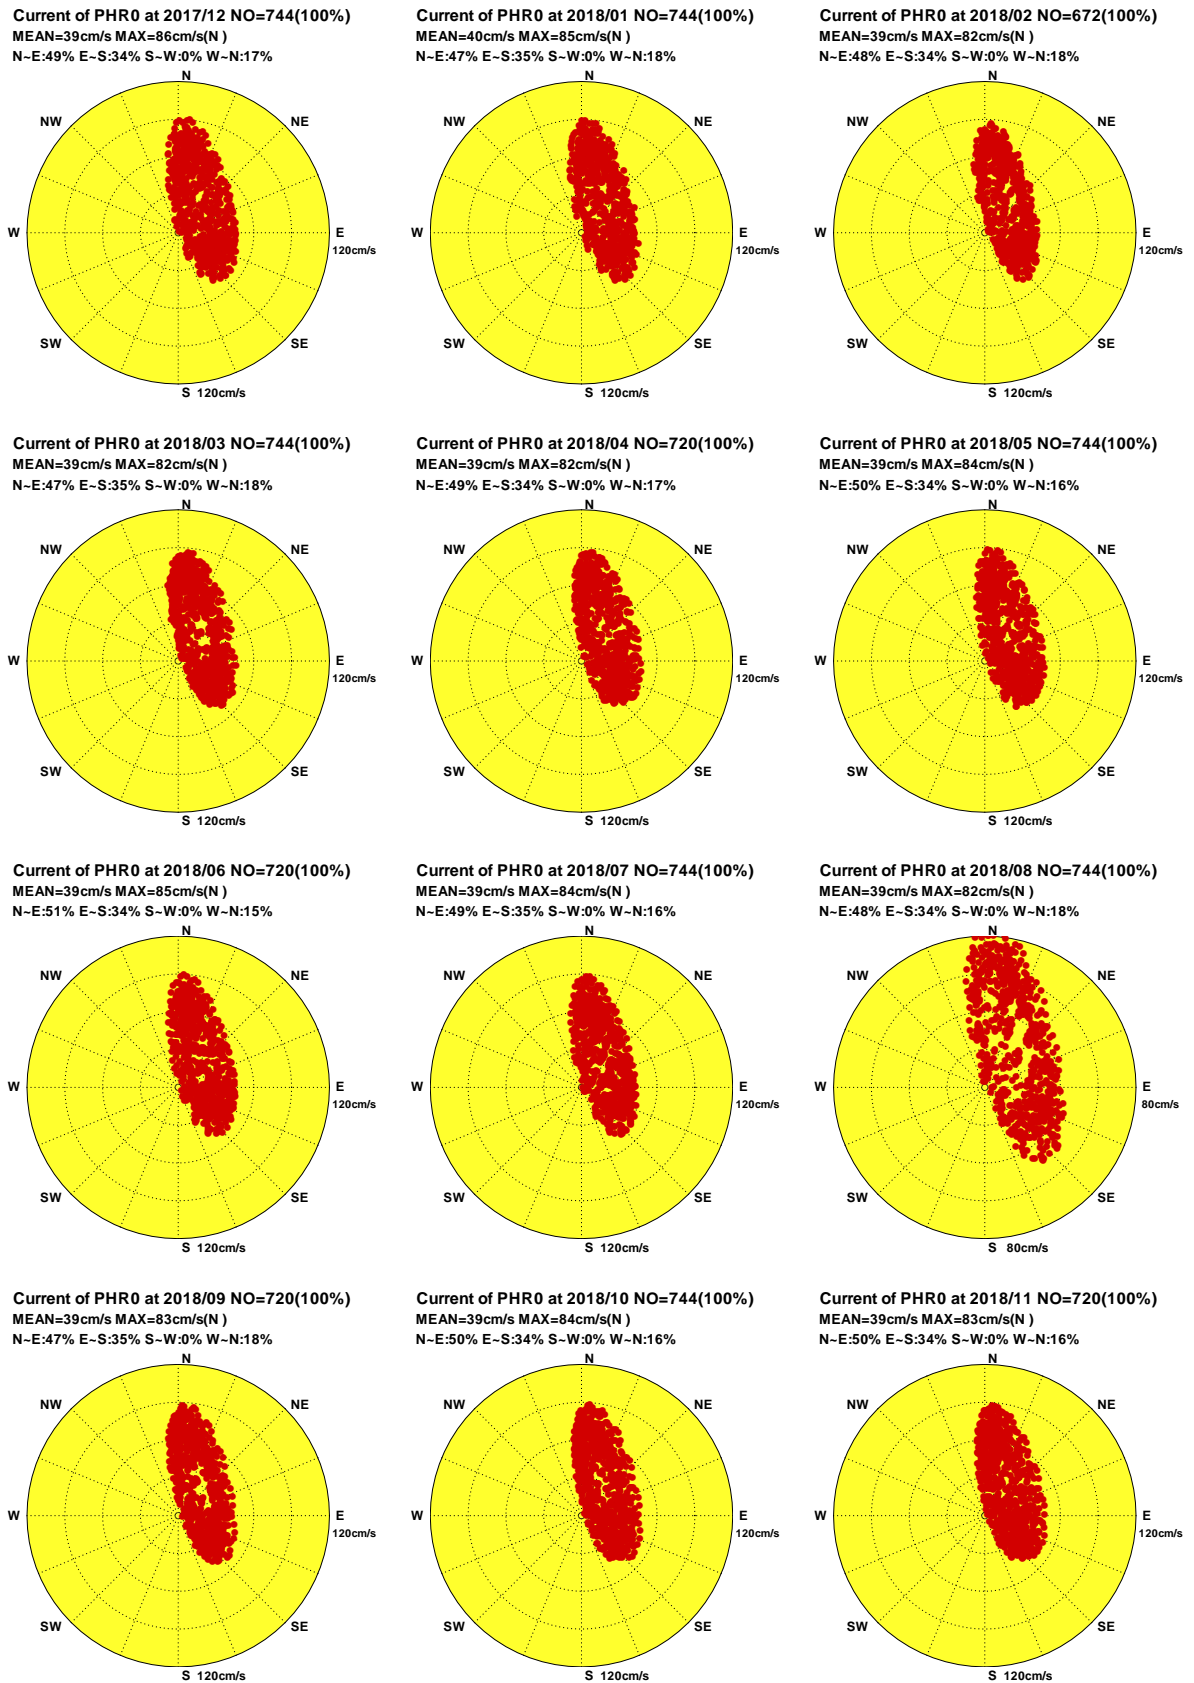 Current of PHR0 at 2017/12 NO=744(100%)
MEAN=39cm/s MAX=86cm/s(N )
N~E:49% E~S:34% S~W:0% W~N:17%
N
NW
NE
W
E
120cm/s
SW
SE
S 120cm/s
Current of PHR0 at 2018/01 NO=744(100%)
MEAN=40cm/s MAX=85cm/s(N )
N~E:47% E~S:35% S~W:0% W~N:18%
N
NW
NE
W
E
120cm/s
SW
SE
S 120cm/s
Current of PHR0 at 2018/02 NO=672(100%)
MEAN=39cm/s MAX=82cm/s(N )
N~E:48% E~S:34% S~W:0% W~N:18%
N
NW
NE
W
E
120cm/s
SW
SE
S 120cm/s
Current of PHR0 at 2018/03 NO=744(100%)
MEAN=39cm/s MAX=82cm/s(N )
N~E:47% E~S:35% S~W:0% W~N:18%
N
NW
NE
W
E
120cm/s
SW
SE
S 120cm/s
Current of PHR0 at 2018/04 NO=720(100%)
MEAN=39cm/s MAX=82cm/s(N )
N~E:49% E~S:34% S~W:0% W~N:17%
N
NW
NE
W
E
120cm/s
SW
SE
S 120cm/s
Current of PHR0 at 2018/05 NO=744(100%)
MEAN=39cm/s MAX=84cm/s(N )
N~E:50% E~S:34% S~W:0% W~N:16%
N
NW
NE
W
E
120cm/s
SW
SE
S 120cm/s
Current of PHR0 at 2018/06 NO=720(100%)
MEAN=39cm/s MAX=85cm/s(N )
N~E:51% E~S:34% S~W:0% W~N:15%
N
NW
NE
W
E
120cm/s
SW
SE
S 120cm/s
Current of PHR0 at 2018/07 NO=744(100%)
MEAN=39cm/s MAX=84cm/s(N )
N~E:49% E~S:35% S~W:0% W~N:16%
N
NW
NE
W
E
120cm/s
SW
SE
S 120cm/s
Current of PHR0 at 2018/08 NO=744(100%)
MEAN=39cm/s MAX=82cm/s(N )
N~E:48% E~S:34% S~W:0% W~N:18%
N
NW
NE
W
E
80cm/s
SW
SE
S 80cm/s
Current of PHR0 at 2018/09 NO=720(100%)
MEAN=39cm/s MAX=83cm/s(N )
N~E:47% E~S:35% S~W:0% W~N:18%
N
NW
NE
W
E
120cm/s
SW
SE
S 120cm/s
Current of PHR0 at 2018/10 NO=744(100%)
MEAN=39cm/s MAX=84cm/s(N )
N~E:50% E~S:34% S~W:0% W~N:16%
N
NW
NE
W
E
120cm/s
SW
SE
S 120cm/s
Current of PHR0 at 2018/11 NO=720(100%)
MEAN=39cm/s MAX=83cm/s(N )
N~E:50% E~S:34% S~W:0% W~N:16%
N
NW
NE
W
E
120cm/s
SW
SE
S 120cm/s